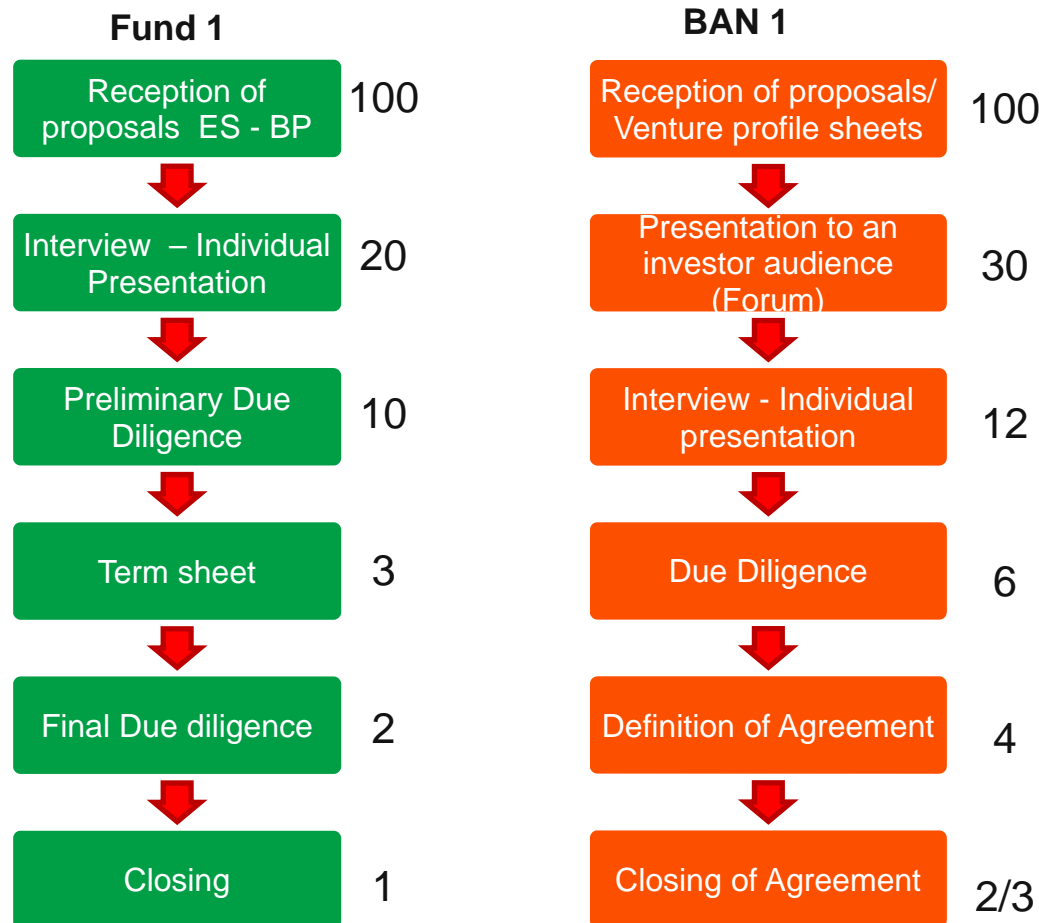 Fund 1
Reception of
proposals ES - BP
100
Interview – Individual
Presentation
20
Preliminary Due
Diligence
10
Term sheet
3
Final Due diligence
2
Closing
1
BAN 1
Reception of proposals/
Venture profile sheets
100
Presentation to an
investor audience
(Forum)
30
Interview - Individual
presentation
12
Due Diligence
6
Definition of Agreement
4
Closing of Agreement
2/3